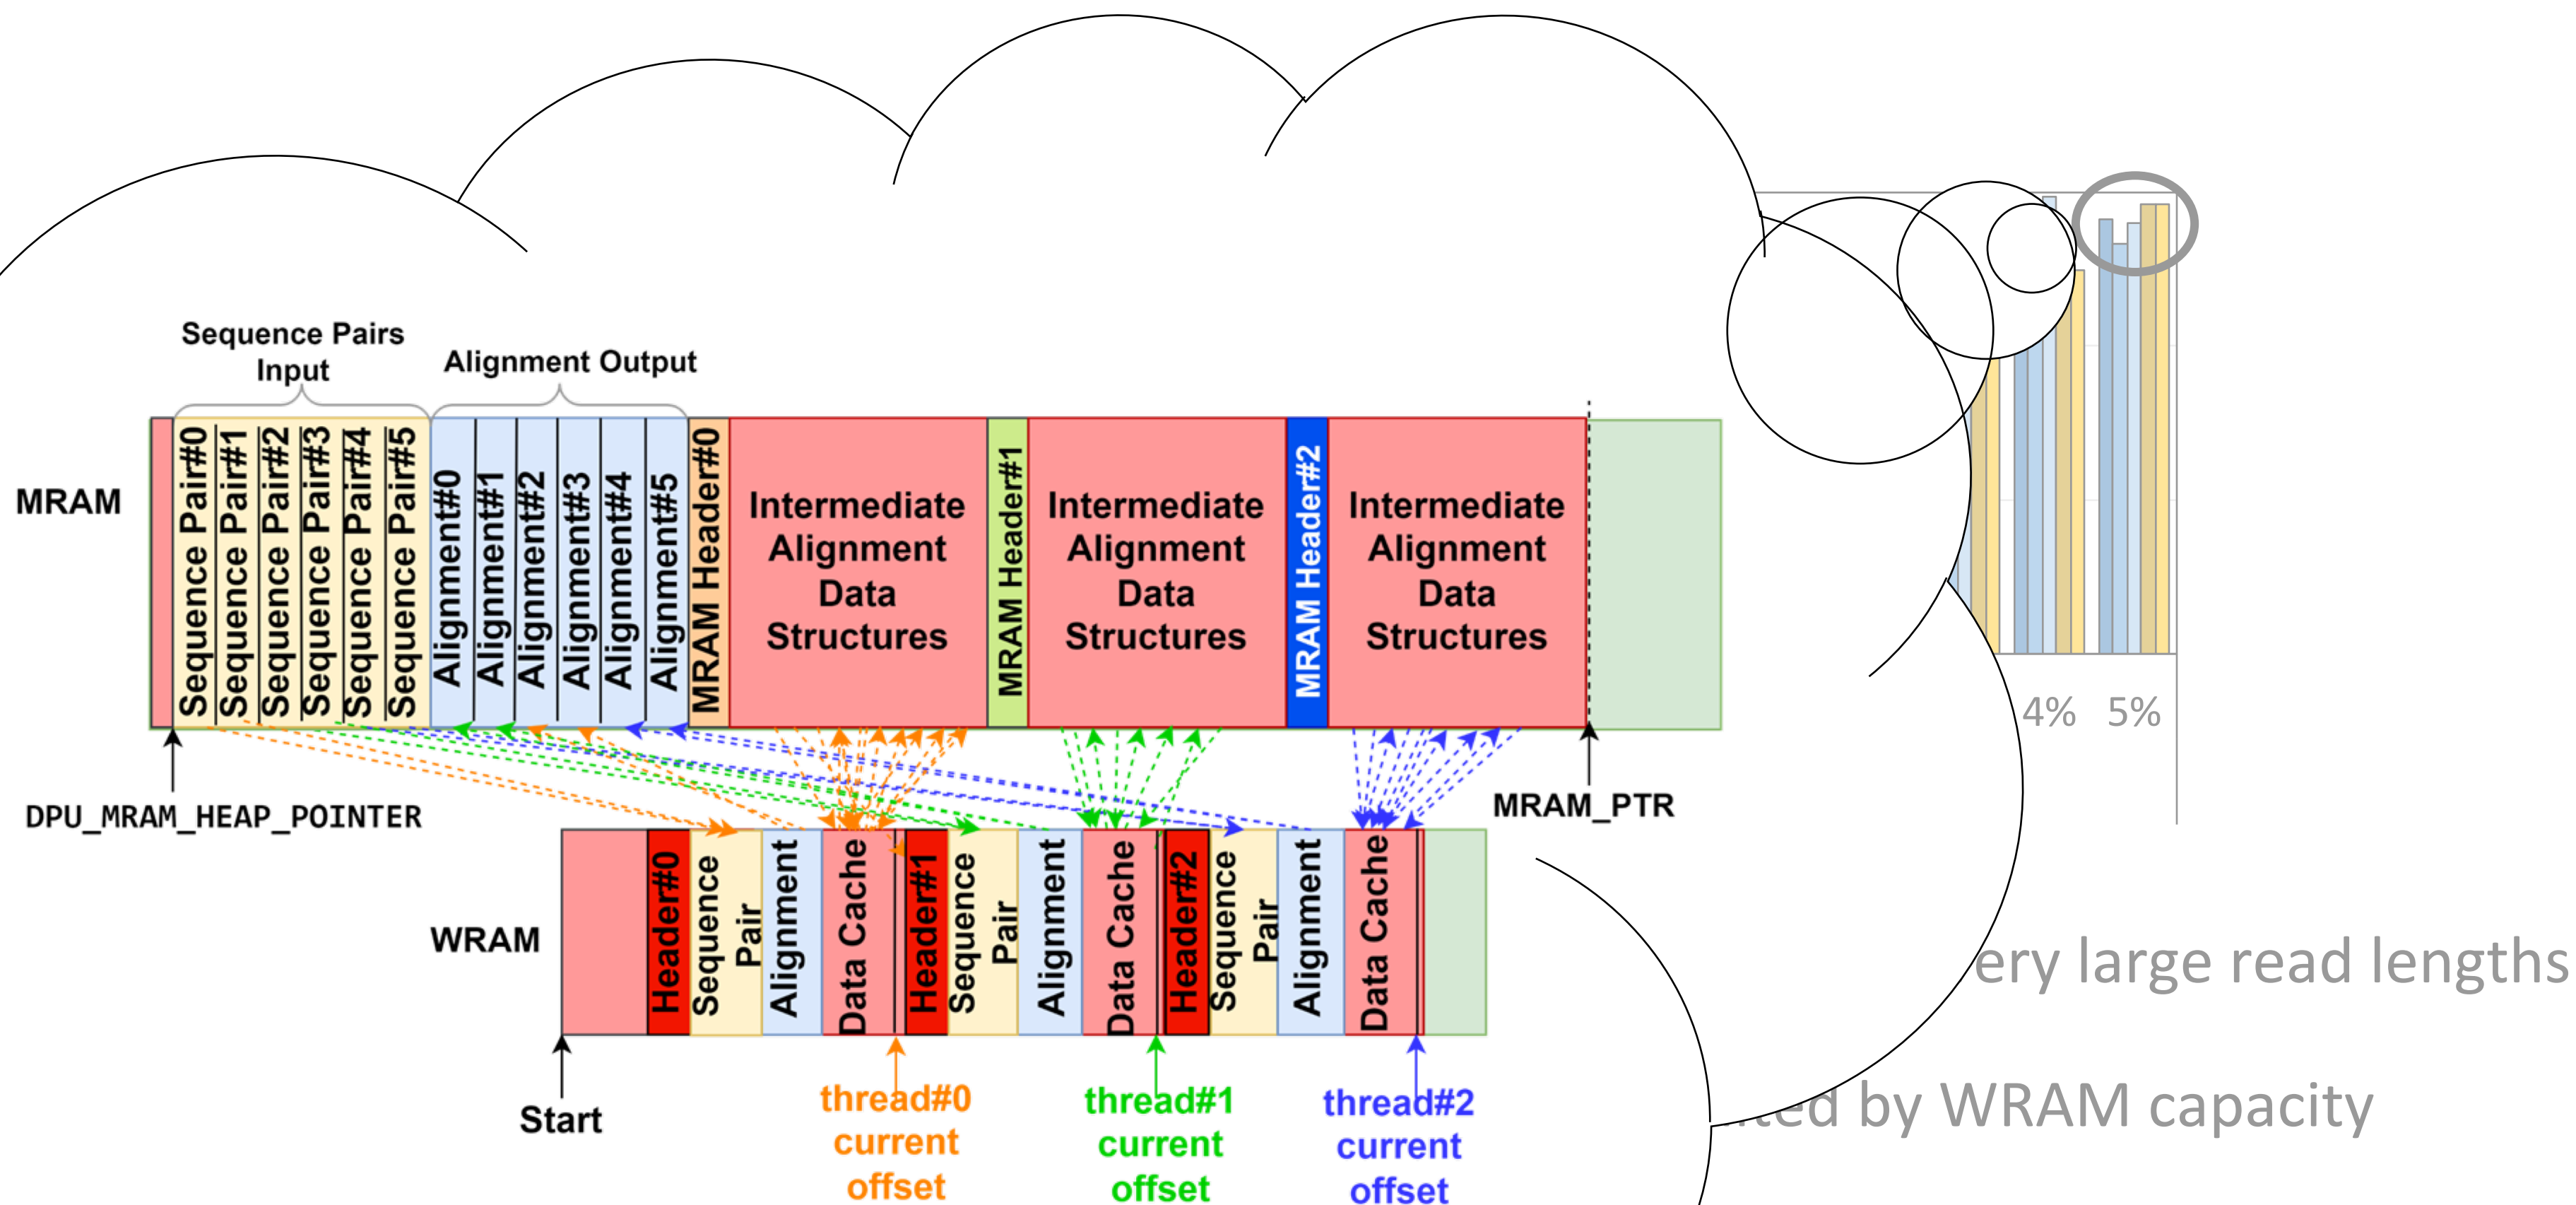 Sequence Pairs
Input
Alignment Output
MRAM
Sequence Pair#0
Sequence Pair#1
Sequence Pair#2
Sequence Pair#3
Sequence Pair#4
Sequence Pair#5
Alignment#0
Alignment#1
Alignment#2
Alignment#3
Alignment#4
Alignment#5
MRAM Header#0
Intermediate
Alignment
Data
Structures
MRAM Header#1
Intermediate
Alignment
Data
Structures
MRAM Header#2
Intermediate
Alignment
Data
Structures
4% 5%
DPU_MRAM_HEAP_POINTER
MRAM_PTR
WRAM
Header#0
Sequence
Pair
Alignment
Data Cache
Header#1
Sequence
Pair
Alignment
Data Cache
Header#2
Sequence
Pair
Alignment
Data Cache
ery large read lengths
Start
thread#0
current
offset
thread#1
current
offset
thread#2
current
offset
ted by WRAM capacity